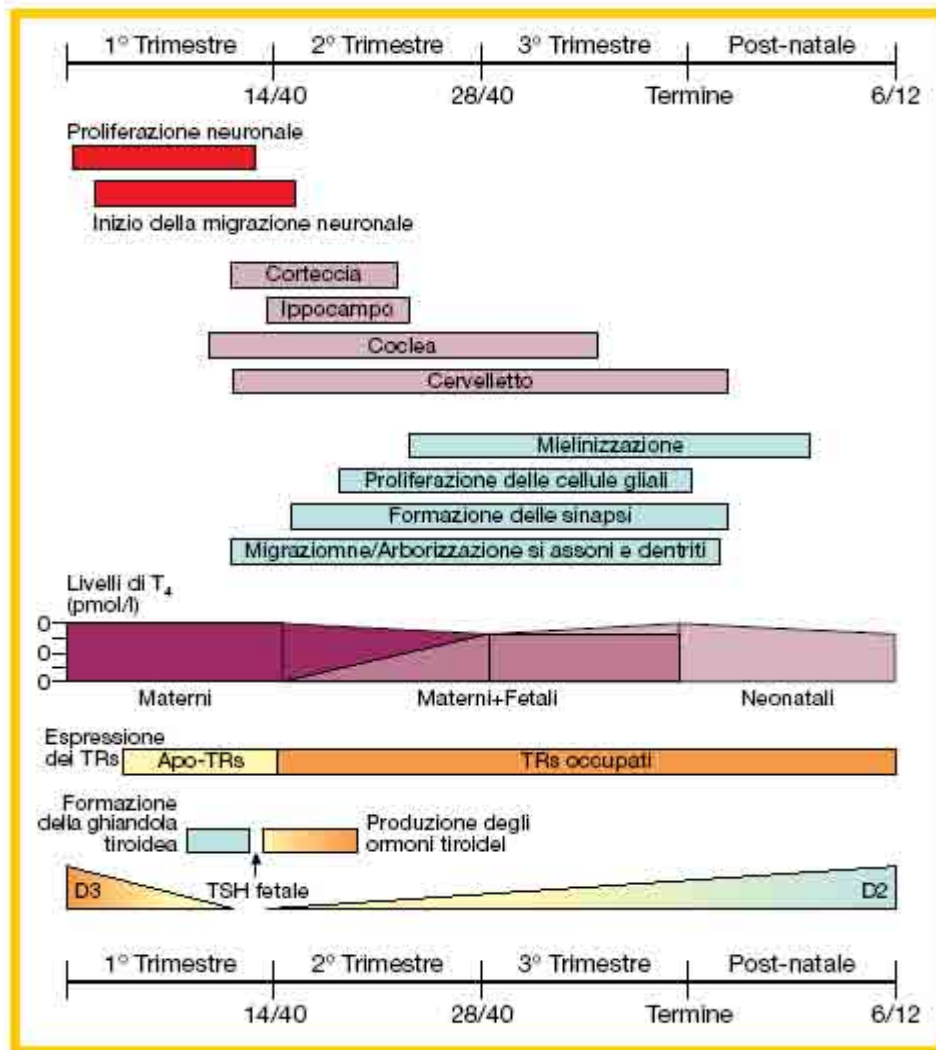 1° Trimestre 2° Trimestre 3° Trimestre Post-natale
14/40 28/40 Termine 6/12
Proliferazione neuronale
Inizio della migrazione neuronale
Corteccia
Ippocampo
Coclea
Cervelletto
Mielinizzazione
Proliferazione delle cellule gliali
Formazione delle sinapsi
Migraziomne/Arborizzazione si assoni e dentriti
Livelli di T4
(pmol/l)
0
0
0
Materni Materni+Fetali Neonatali
Espressione
dei TRs
Apo-TRs TRs occupati
Formazione
della ghiandola
tiroidea
Produzione degli
ormoni tiroidei
TSH fetale
D3 D2
1° Trimestre 2° Trimestre 3° Trimestre Post-natale
14/40 28/40 Termine 6/12